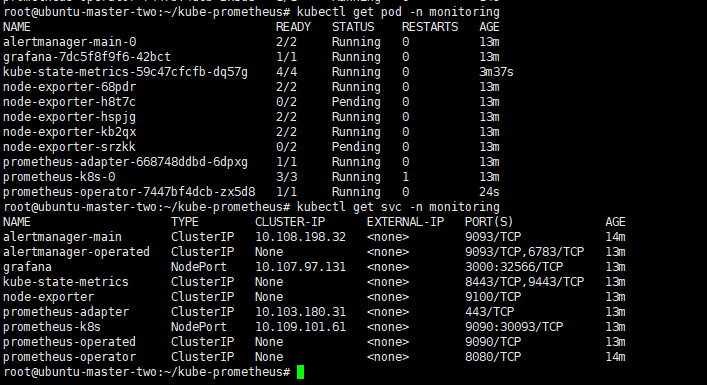 root@ubuntu-master-two:~/kube-prometheus# kubectl get pod -n monitoring
NAME READY STATUS RESTARTS AGE
alertmanager-main-0 2/2 Running 0 13m
grafana-7dc5f8f9f6-42bct 1/1 Running 0 13m
kube-state-metrics-59c47cfcfb-dq57g 4/4 Running 0 3m37s
node-exporter-68pdr 2/2 Running 0 13m
node-exporter-h8t7c 0/2 Pending 0 13m
node-exporter-hspjg 2/2 Running 0 13m
node-exporter-kb2qx 2/2 Running 0 13m
node-exporter-srzkk 0/2 Pending 0 13m
prometheus-adapter-668748ddbd-6dpxg 1/1 Running 0 13m
prometheus-k8s-0 3/3 Running 1 13m
prometheus-operator-7447bf4dcb-zx5d8 1/1 Running 0 24s
root@ubuntu-master-two:~/kube-prometheus# kubectl get svc -n monitoring
NAME TYPE CLUSTER-IP EXTERNAL-IP PORT(S) AGE
alertmanager-main ClusterIP 10.108.198.32 <none> 9093/TCP 14m
alertmanager-operated ClusterIP None <none> 9093/TCP,6783/TCP 13m
grafana NodePort 10.107.97.131 <none> 3000:32566/TCP 13m
kube-state-metrics ClusterIP None <none> 8443/TCP,9443/TCP 13m
node-exporter ClusterIP None <none> 9100/TCP 13m
prometheus-adapter ClusterIP 10.103.180.31 <none> 443/TCP 13m
prometheus-k8s NodePort 10.109.101.61 <none> 9090:30093/TCP 13m
prometheus-operated ClusterIP None <none> 9090/TCP 13m
prometheus-operator ClusterIP None <none> 8080/TCP 14m
root@ubuntu-master-two:~/kube-prometheus#